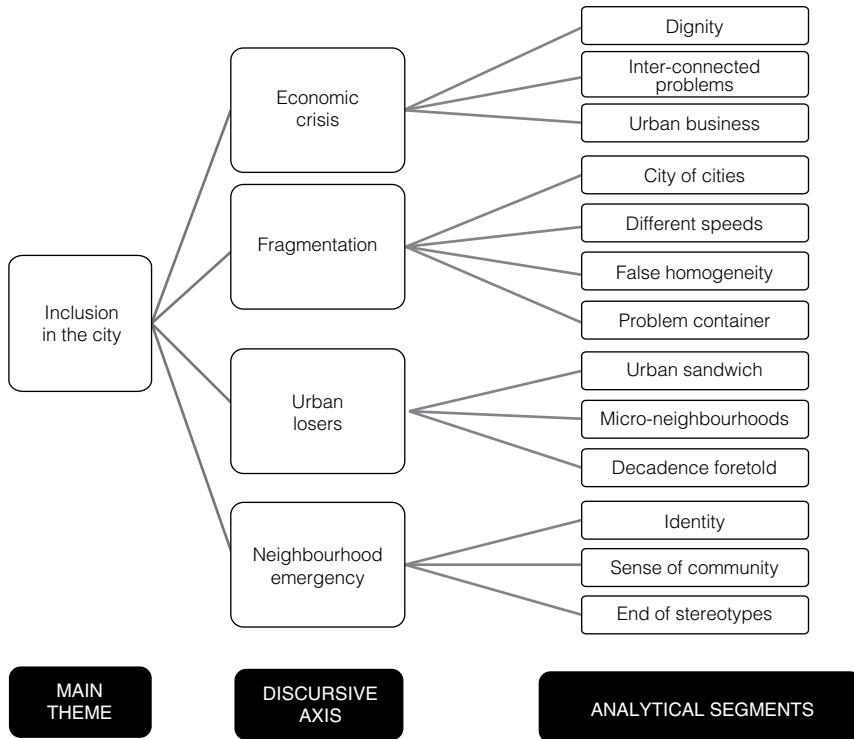 Dignity
Inter-connected
problems
Economic
crisis
Urban business
City of cities
Different speeds
Fragmentation
False homogeneity
Problem container
Inclusion
in the city
Urban sandwich
Urban
losers
Micro-neighbourhoods
Decadence foretold
Identity
Neighbourhood
emergency
Sense of community
End of stereotypes
MAIN
THEME
DISCURSIVE
AXIS
ANALYTICAL SEGMENTS